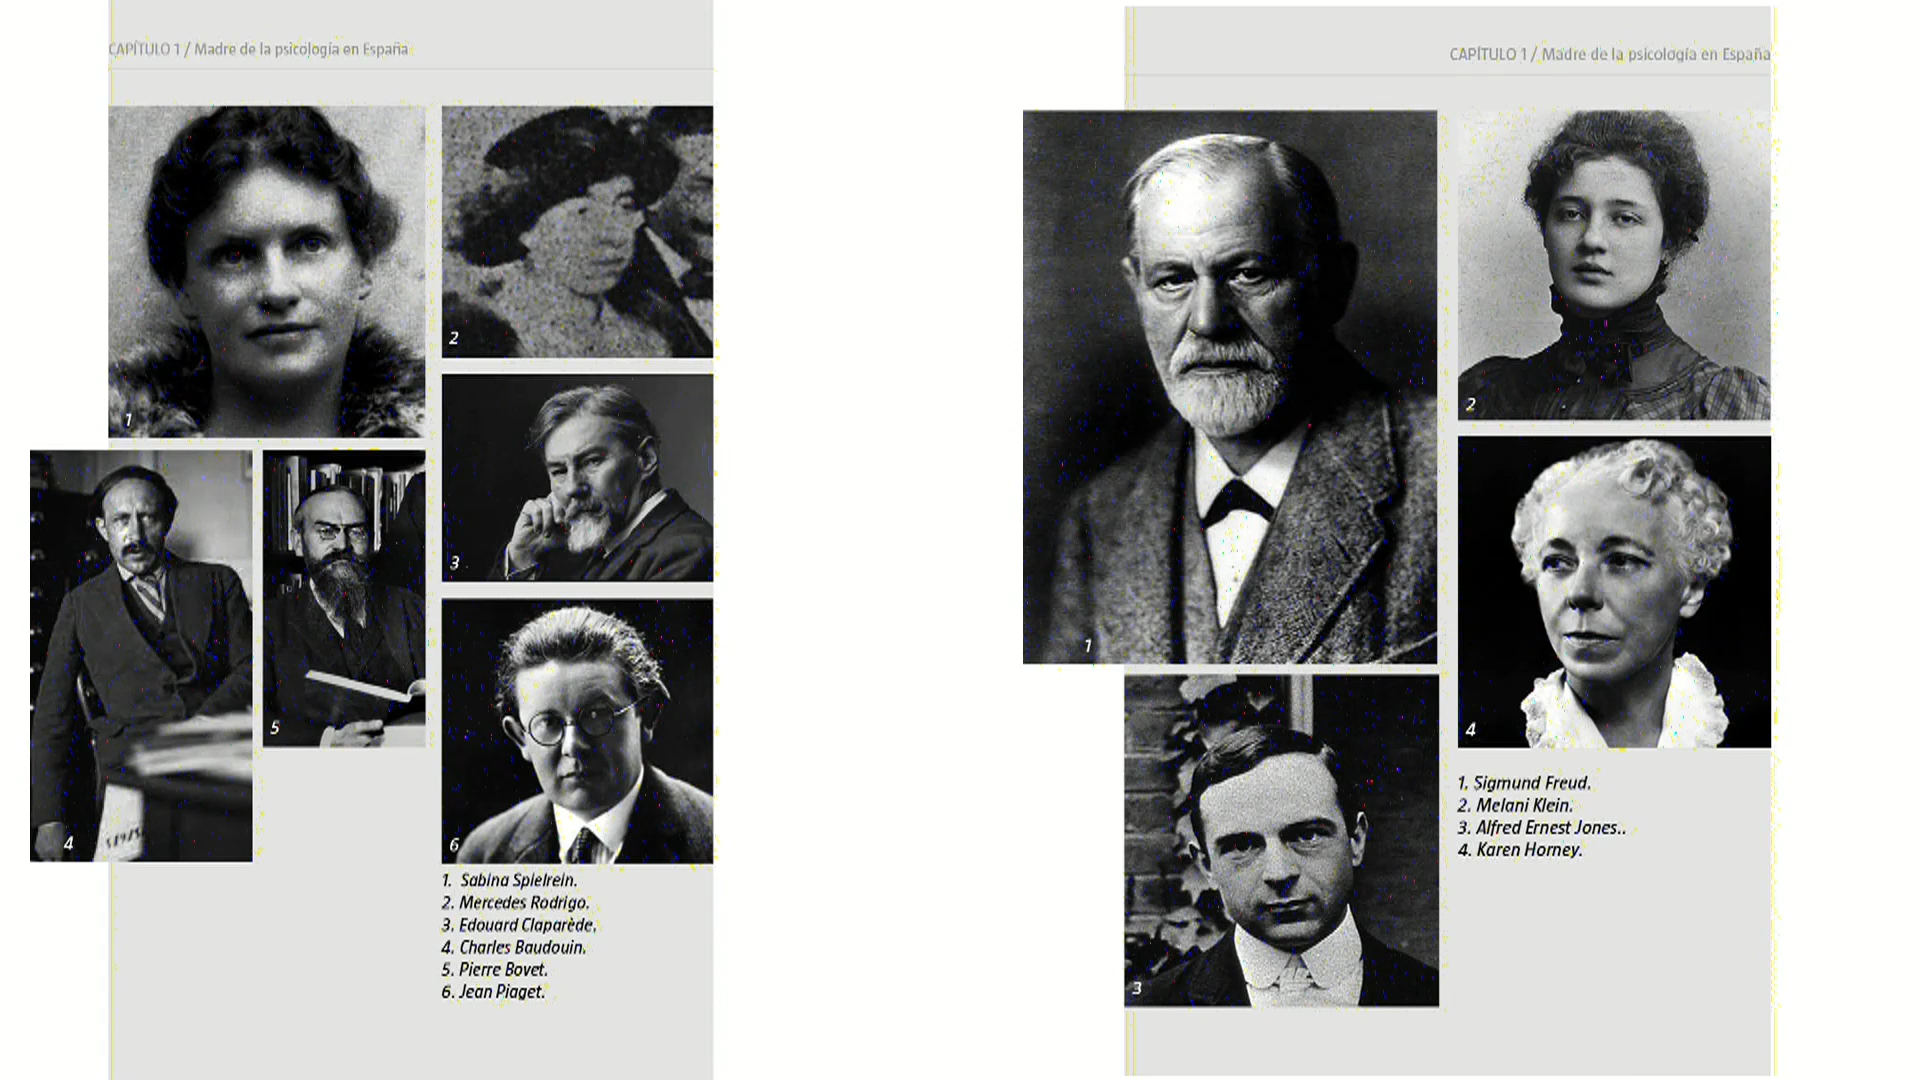 CAPÍTULO 1 / Madre de la psicología en España
1
2
3
4
5
6
1. Sabina Spielrein.
2. Mercedes Rodrigo.
3. Edouard Claparède.
4. Charles Baudouin.
5. Pierre Bovet.
6. Jean Piaget.
CAPÍTULO 1 / Madre de la psicología en España
1
2
4
3
1. Sigmund Freud.
2. Melani Klein.
3. Alfred Ernest Jones..
4. Karen Horney.